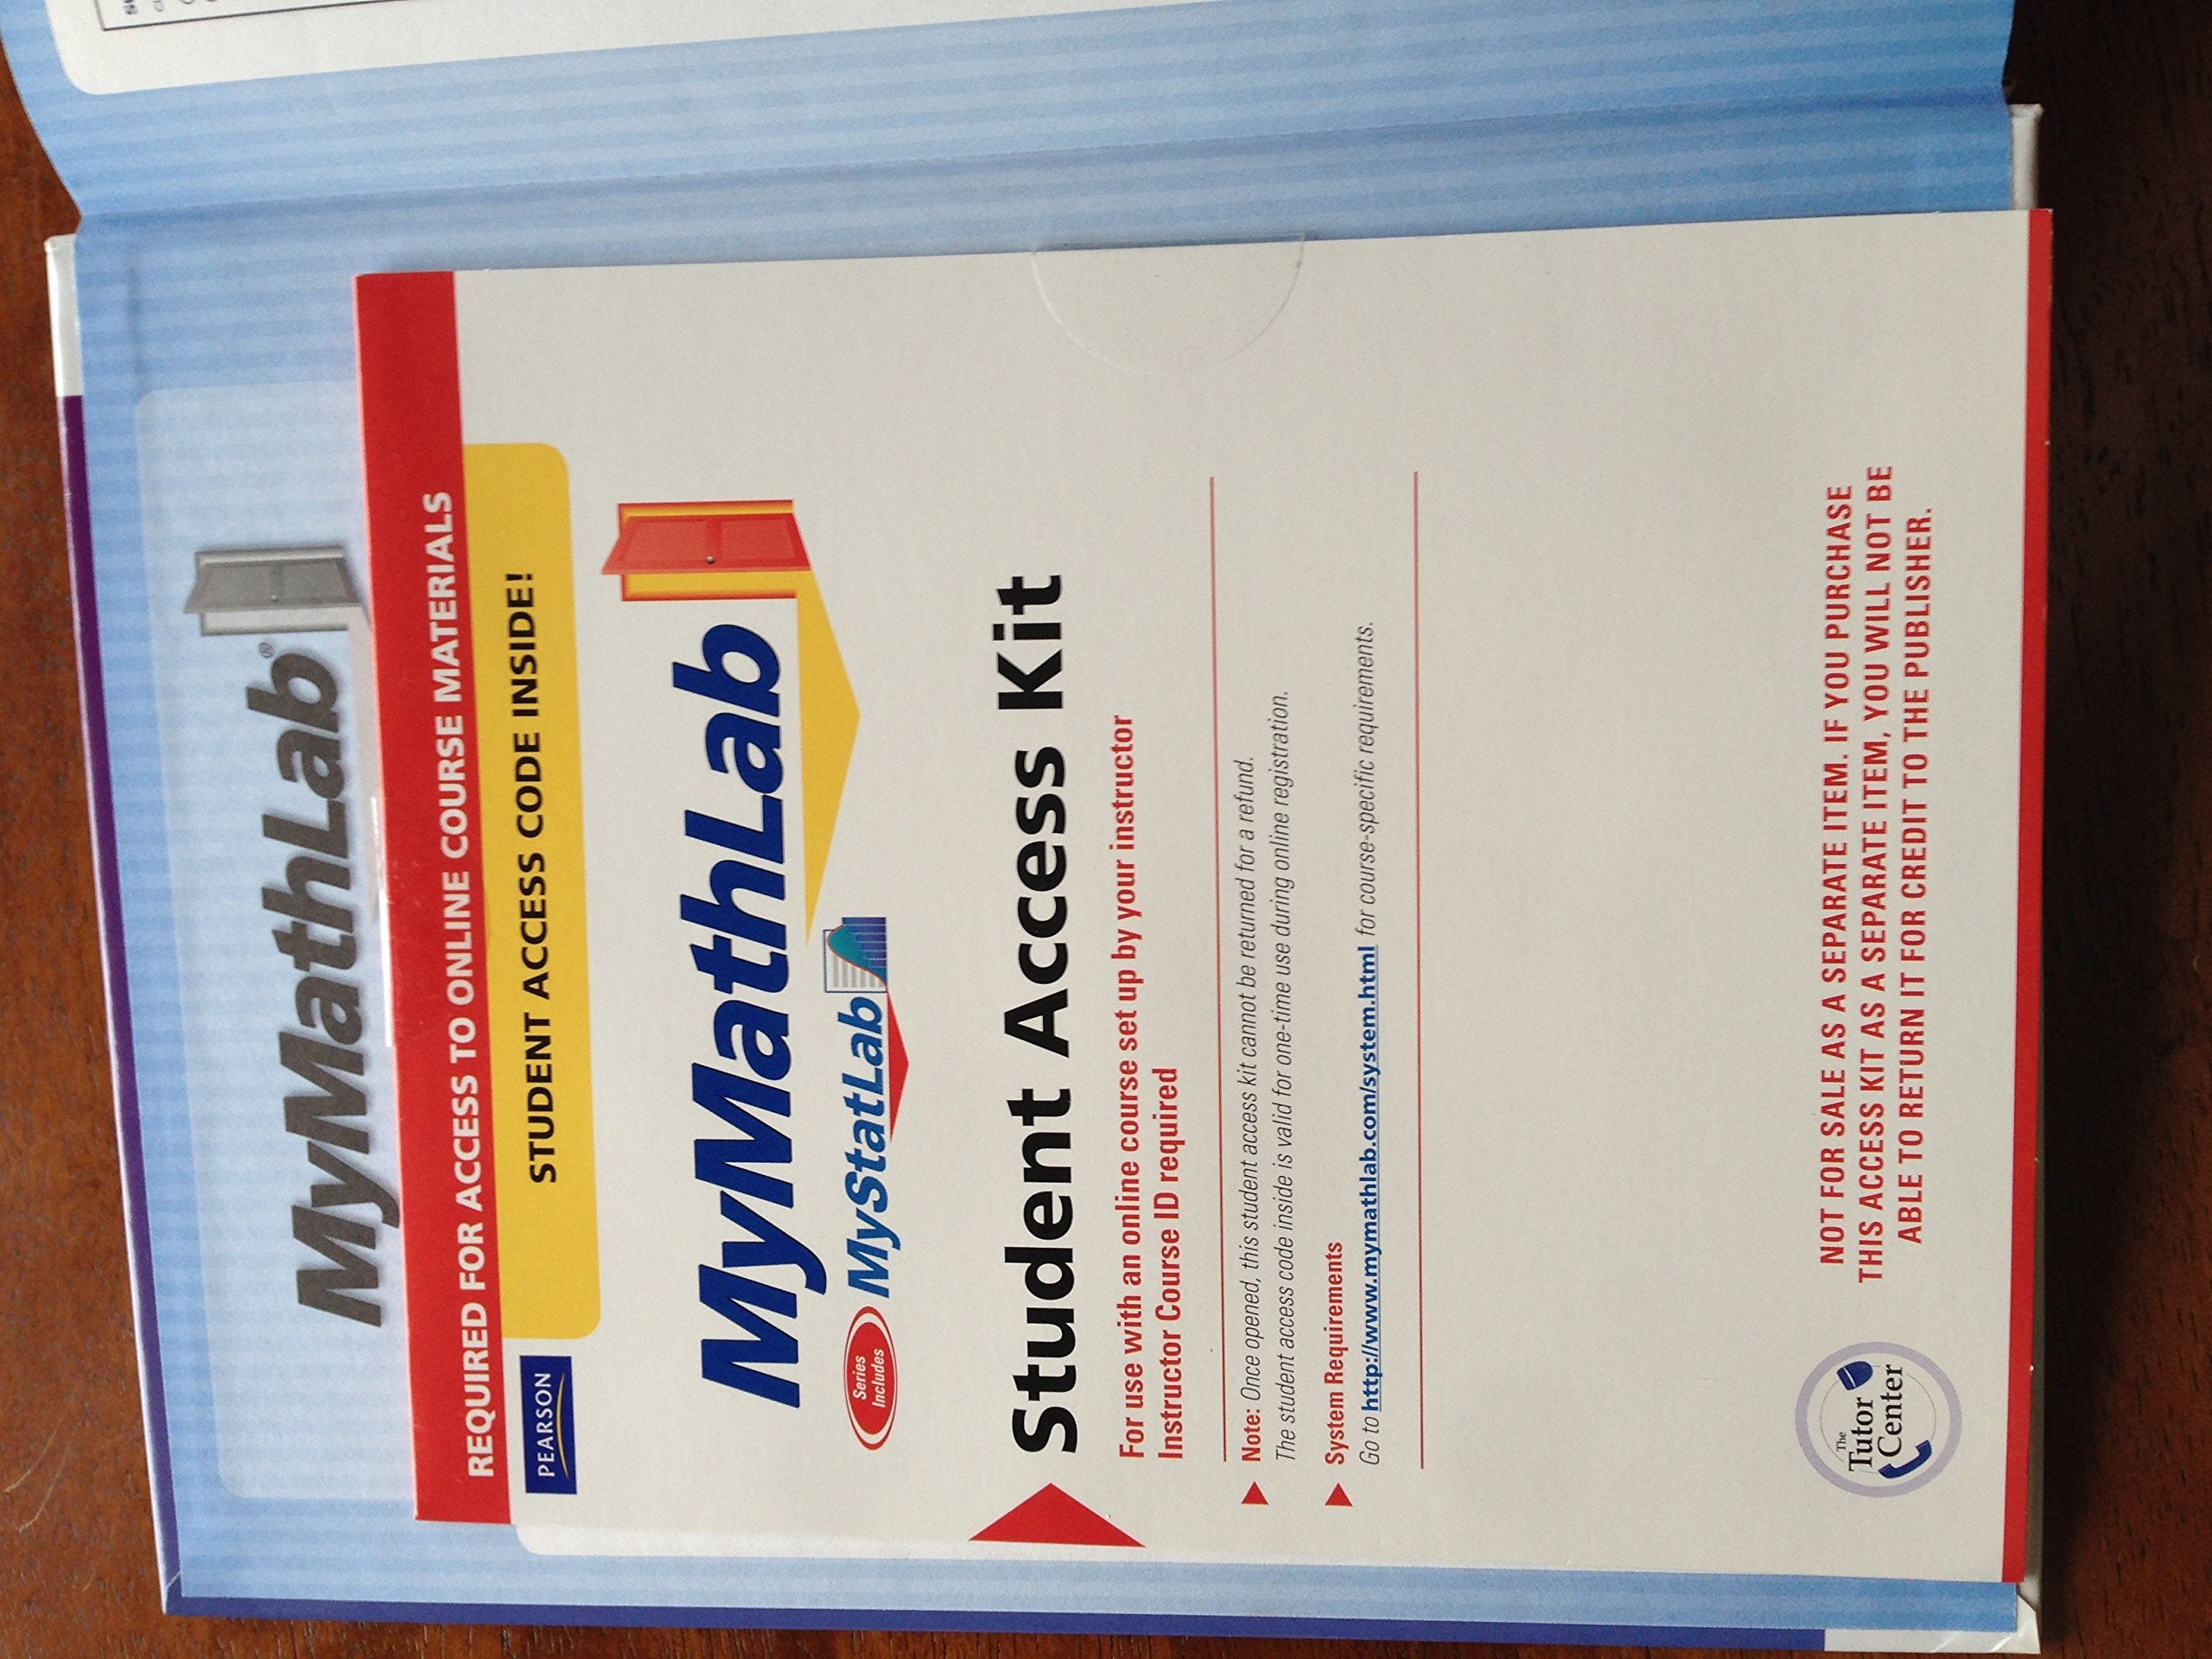 MyMathLab®
REQUIRED FOR ACCESS TO ONLINE COURSE MATERIALS
PEARSON
STUDENT ACCESS CODE INSIDE!
MyMathLab
Series
Includes
MyStatLab
Student Access Kit
For use with an online course set up by your instructor
Instructor Course ID required
Note: Once opened, this student access kit cannot be returned for a refund.
The student access code inside is valid for one-time use during online registration.
System Requirements
Go to http://www.mymathlab.com/system.html for course-specific requirements.
The
Tutor
Center
NOT FOR SALE AS A SEPARATE ITEM. IF YOU PURCHASE
THIS ACCESS KIT AS A SEPARATE ITEM, YOU WILL NOT BE
ABLE TO RETURN IT FOR CREDIT TO THE PUBLISHER.